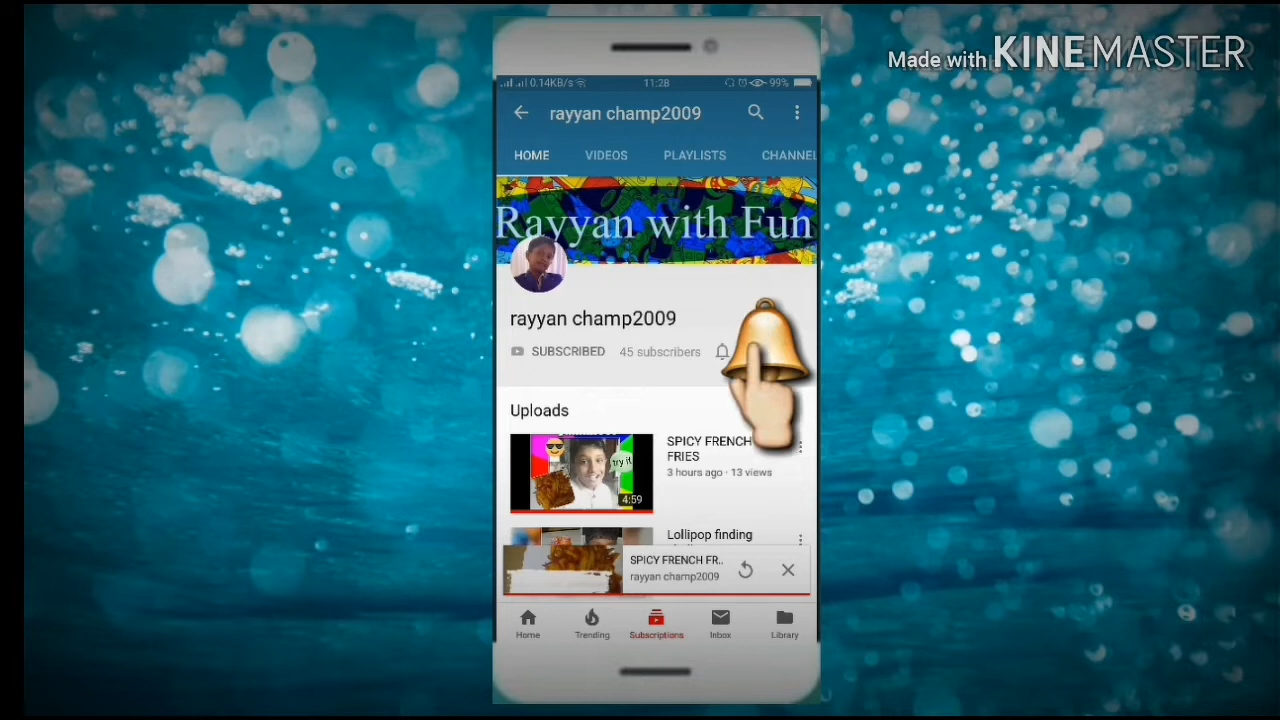 Made with KINEMASTER
0.14KB/s 11:28 99%
rayyan champ2009
HOME VIDEOS PLAYLISTS CHANNEL
Rayyan with Fun
rayyan champ2009
SUBSCRIBED 45 subscribers
Uploads
SPICY FRENCH
FRIES
3 hours ago · 13 views
try it
4:59
Lollipop finding
SPICY FRENCH FR..
rayyan champ2009
Home Trending Subscriptions Inbox Library